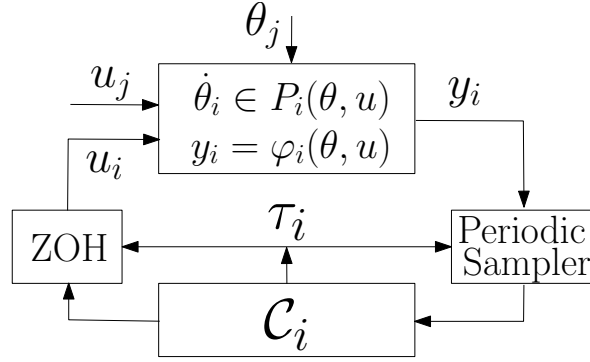 θ_j
u_j
θ̇_i ∈ P_i(θ, u)
y_i = φ_i(θ, u)
y_i
u_i
τ_i
ZOH
Periodic
Sampler
𝒞_i